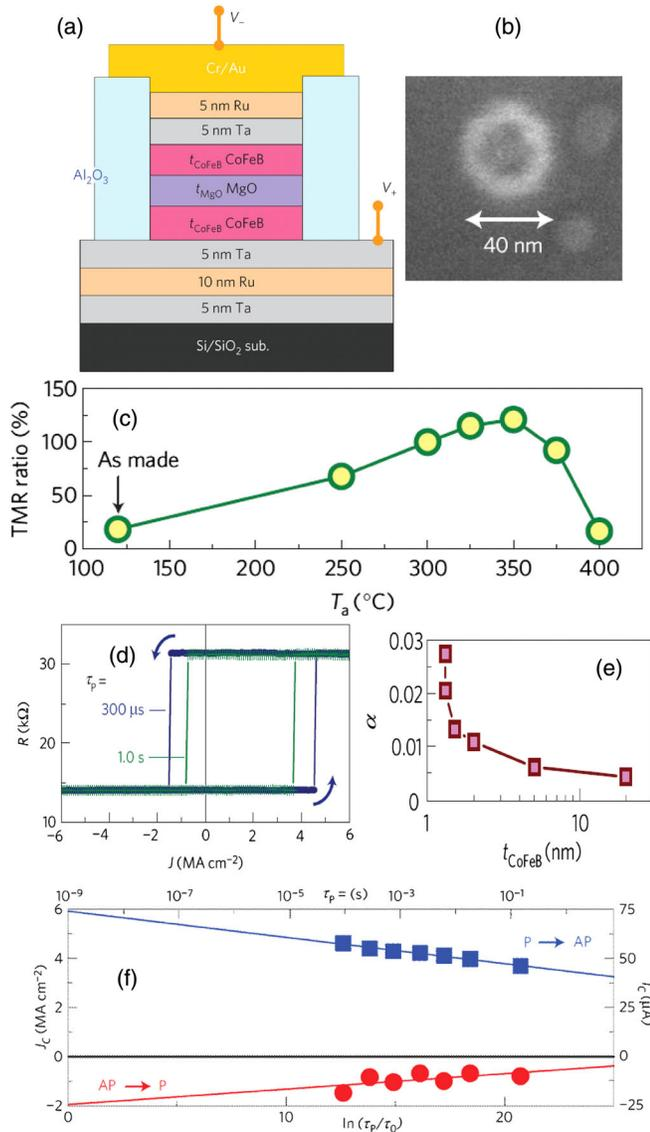 (a)
V₋
Cr/Au
5 nm Ru
5 nm Ta
t_CoFeB CoFeB
t_MgO MgO
t_CoFeB CoFeB
Al₂O₃
V₊
5 nm Ta
10 nm Ru
5 nm Ta
Si/SiO₂ sub.
(b)
40 nm
(c)
TMR ratio (%)
150
100
50
0
As made
100 150 200 250 300 350 400
Tₐ (°C)
(d)
R (kΩ)
30
20
10
τ_P =
300 μs
1.0 s
−6 −4 −2 0 2 4 6
J (MA cm⁻²)
(e)
α
0.03
0.02
0.01
0
1 10
t_CoFeB (nm)
10⁻⁹ 10⁻⁷ 10⁻⁵ τ_P = (s) 10⁻³ 10⁻¹
(f)
J_C (MA cm⁻²)
6
4
2
0
−2
P → AP
AP → P
75
50
25
0
25
I_C (μA)
0 10 20
ln (τ_P/τ₀)